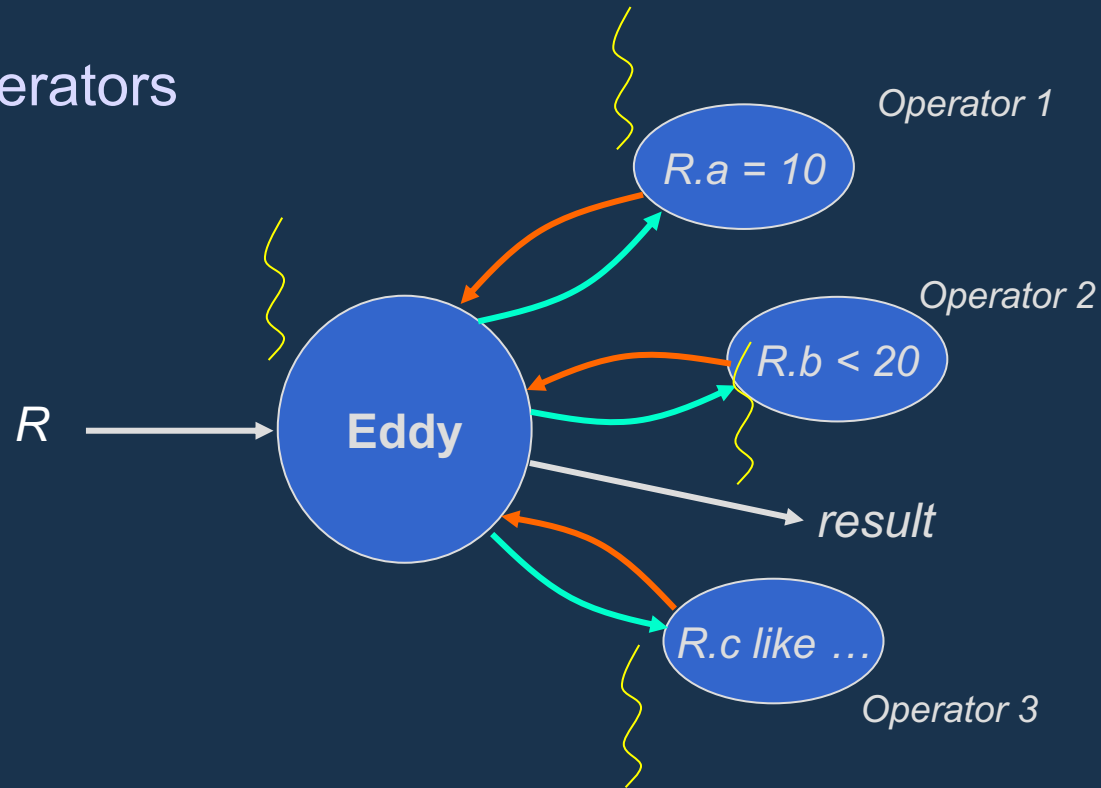 erators
Operator 1
R.a = 10
Operator 2
R.b < 20
R
Eddy
result
R.c like …
Operator 3